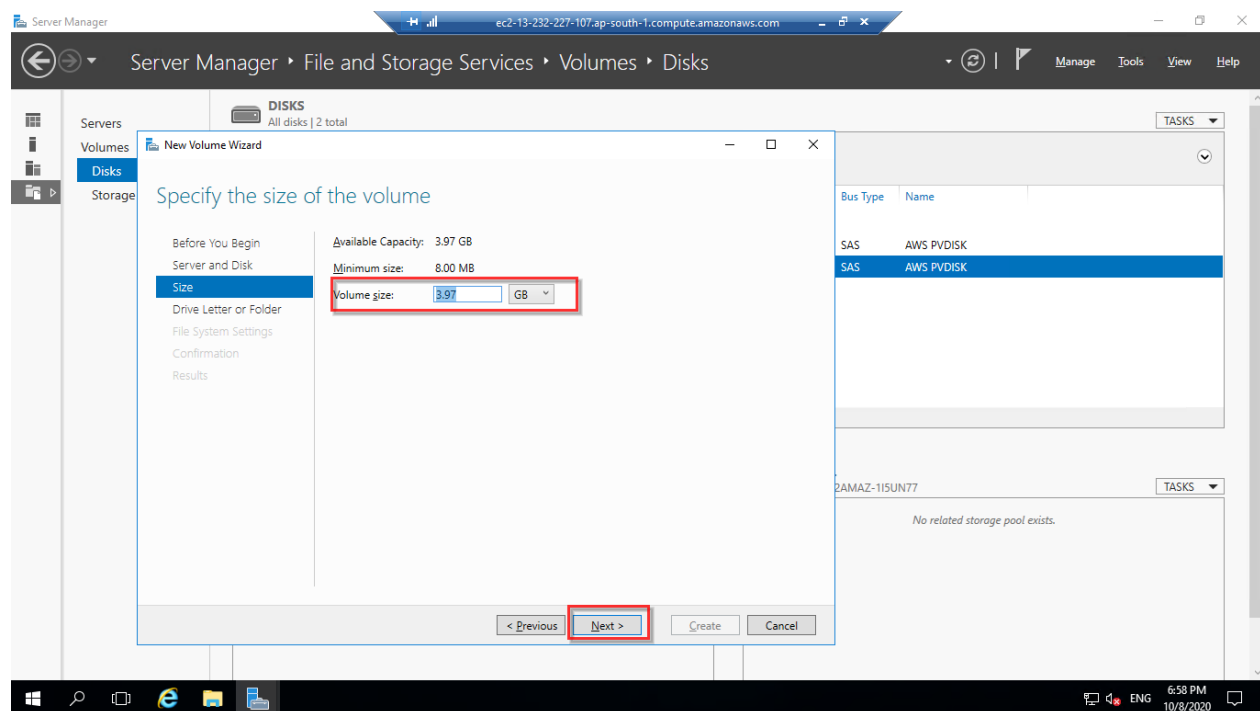 Server Manager
ec2-13-232-227-107.ap-south-1.compute.amazonaws.com
Server Manager ‣ File and Storage Services ‣ Volumes ‣ Disks
Manage Tools View Help
Servers
Volumes
Disks
Storage
DISKS
All disks | 2 total
TASKS
New Volume Wizard
Specify the size of the volume
Before You Begin
Server and Disk
Size
Drive Letter or Folder
File System Settings
Confirmation
Results
Available Capacity: 3.97 GB
Minimum size: 8.00 MB
Volume size: 3.97 GB
< Previous Next > Create Cancel
Bus Type Name
SAS AWS PVDISK
SAS AWS PVDISK
2AMAZ-1I5UN77
TASKS
No related storage pool exists.
ENG
6:58 PM
10/8/2020